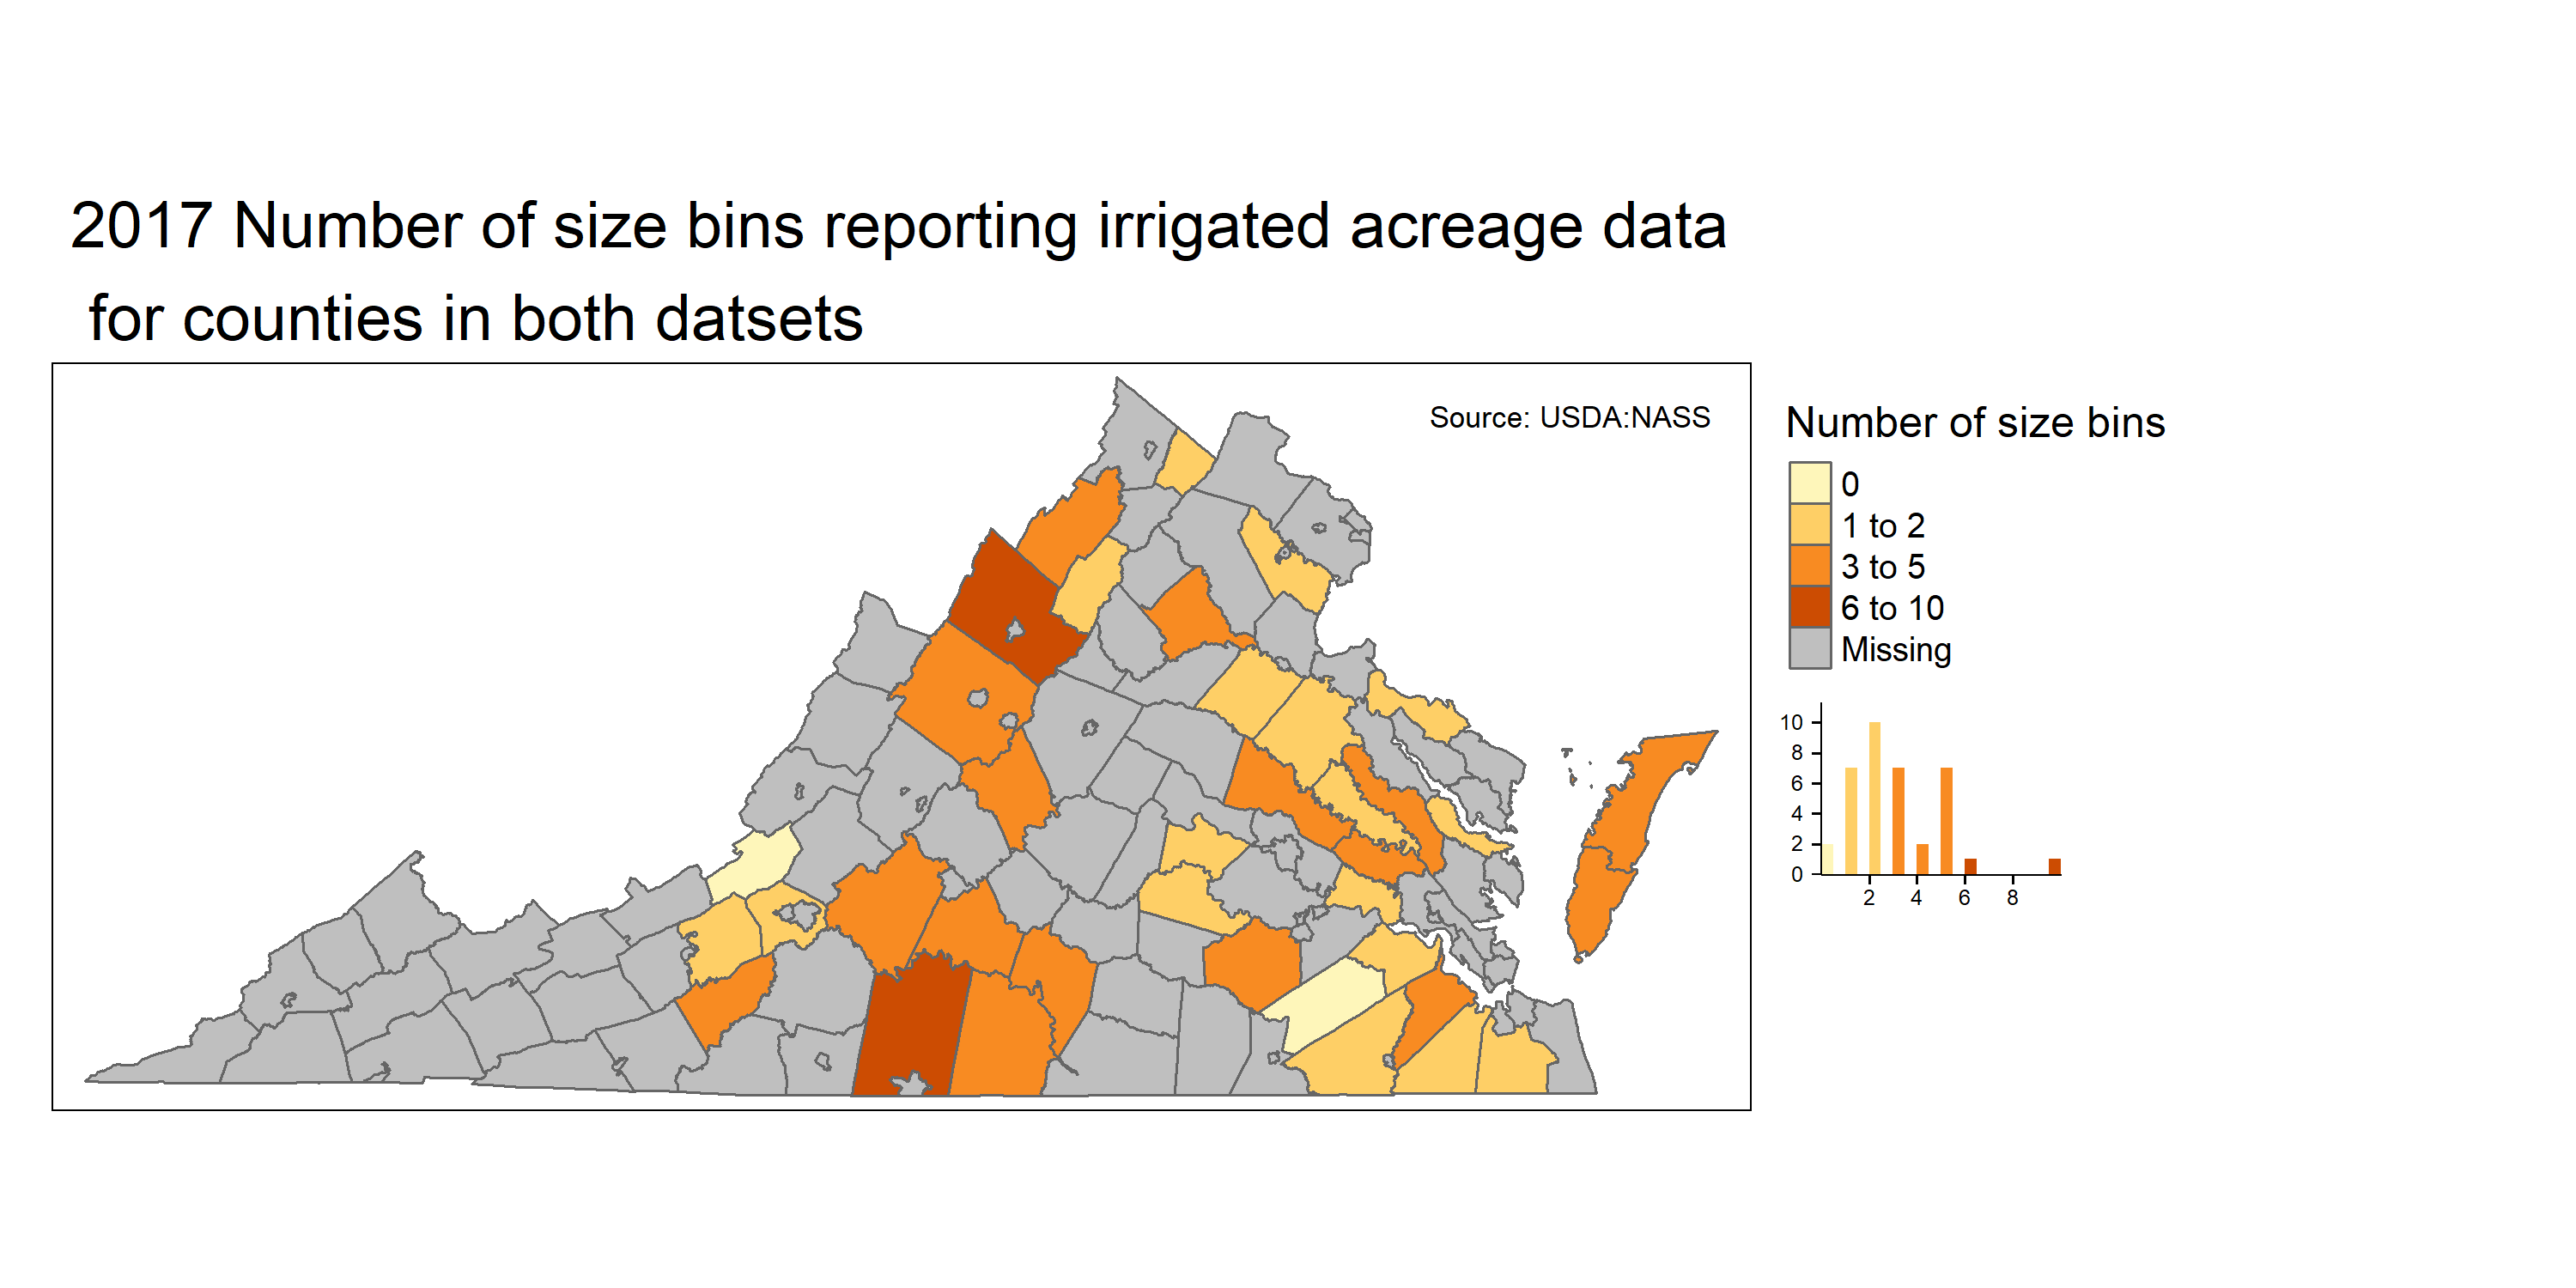 2017 Number of size bins reporting irrigated acreage data
for counties in both datsets
Source: USDA:NASS
Number of size bins
0
1 to 2
3 to 5
6 to 10
Missing
10
8
6
4
2
0
2 4 6 8